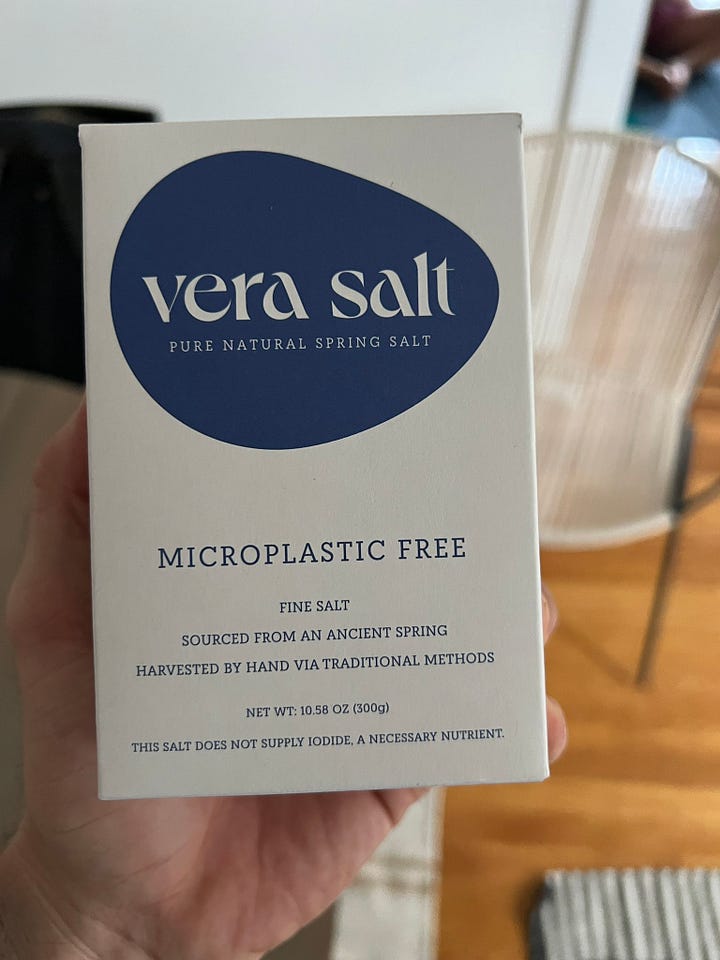 vera salt
PURE NATURAL SPRING SALT
MICROPLASTIC FREE
FINE SALT
SOURCED FROM AN ANCIENT SPRING
HARVESTED BY HAND VIA TRADITIONAL METHODS
NET WT: 10.58 OZ (300g)
THIS SALT DOES NOT SUPPLY IODIDE, A NECESSARY NUTRIENT.